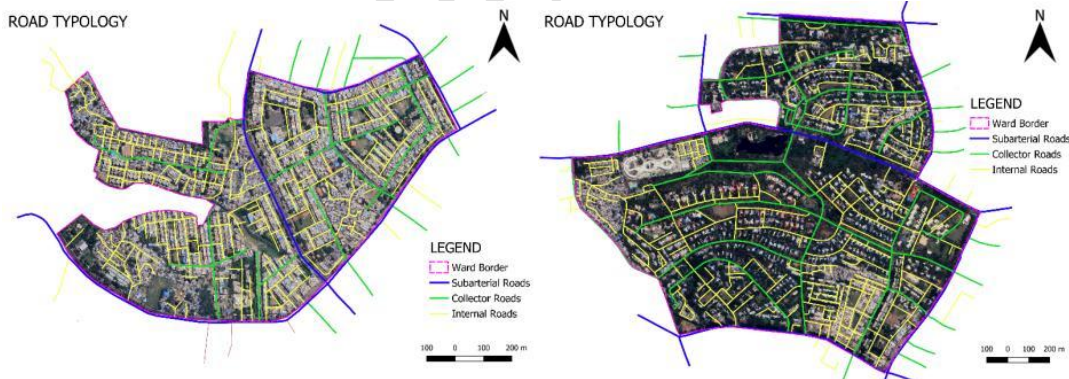 ROAD TYPOLOGY
N
LEGEND
Ward Border
Subarterial Roads
Collector Roads
Internal Roads
100 0 100 200 m
ROAD TYPOLOGY
N
LEGEND
Ward Border
Subarterial Roads
Collector Roads
Internal Roads
100 0 100 200 m